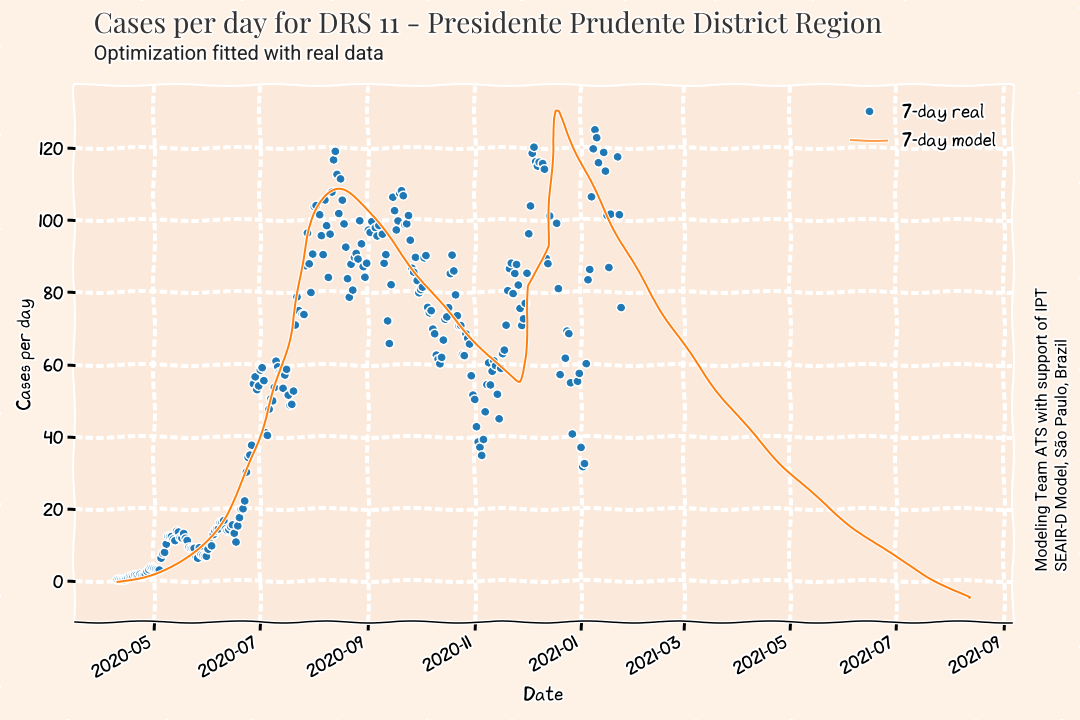 Cases per day for DRS 11 - Presidente Prudente District Region
Optimization fitted with real data
7-day real
7-day model
Cases per day
120
100
80
60
40
20
0
2020-05
2020-07
2020-09
2020-11
2021-01
2021-03
2021-05
2021-07
2021-09
Date
Modeling Team ATS with support of IPT
SEAIR-D Model, São Paulo, Brazil